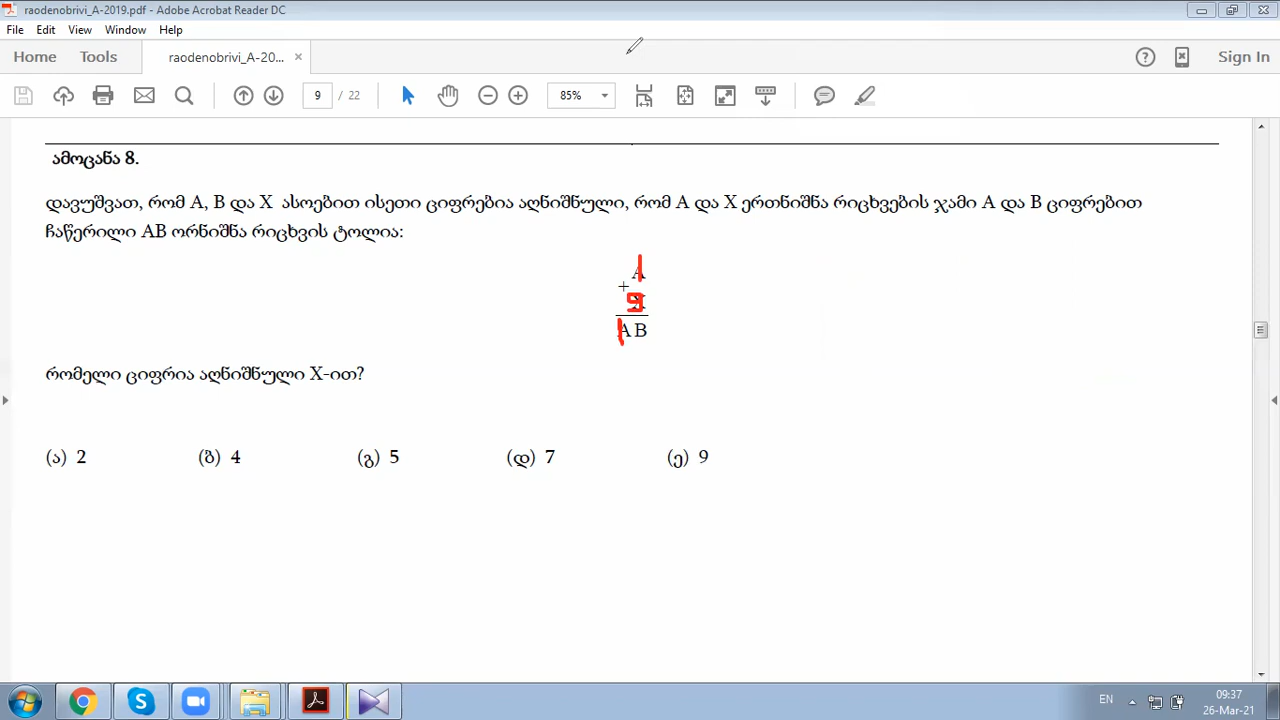 raodenobrivi_A-2019.pdf - Adobe Acrobat Reader DC
File Edit View Window Help
Home Tools raodenobrivi_A-20... × Sign In
9 / 22 85%
ამოცანა 8.
დავუშვათ, რომ A, B და X ასოებით ისეთი ციფრებია აღნიშნული, რომ A და X ერთნიშნა რიცხვების ჯამი A და B ციფრებით
ჩაწერილი AB ორნიშნა რიცხვის ტოლია:
A 1
+
X 9
1 A B
რომელი ციფრია აღნიშნული X-ით?
(ა) 2 (ბ) 4 (გ) 5 (დ) 7 (ე) 9
EN 09:37
26-Mar-21